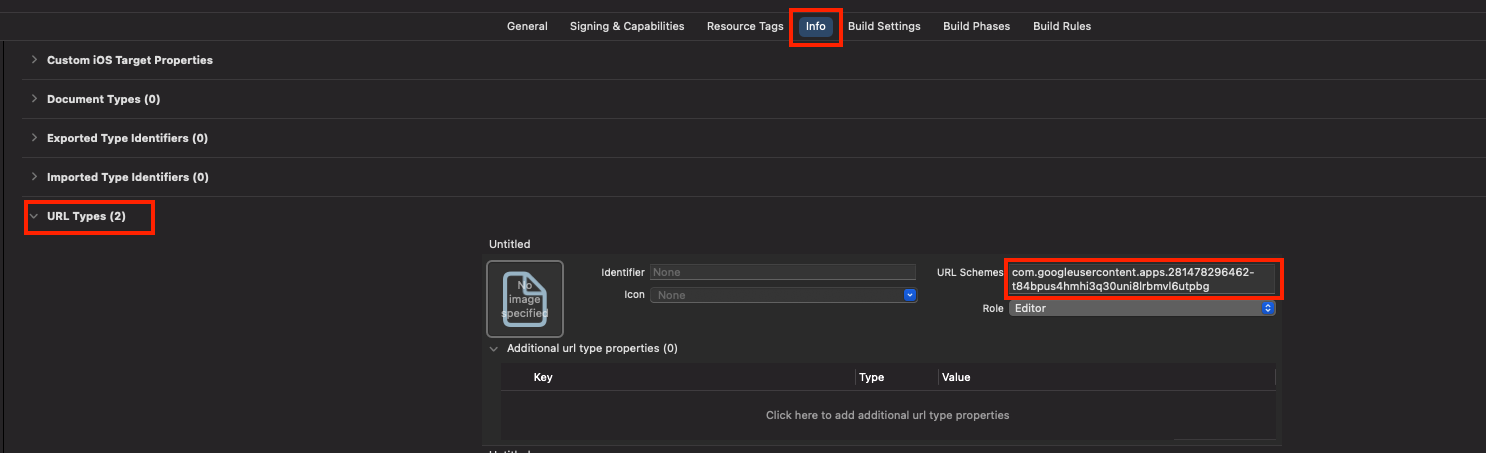 General Signing & Capabilities Resource Tags Info Build Settings Build Phases Build Rules
Custom iOS Target Properties
Document Types (0)
Exported Type Identifiers (0)
Imported Type Identifiers (0)
URL Types (2)
Untitled
No
image
specified
Identifier None
Icon None
URL Schemes com.googleusercontent.apps.281478296462-
t84bpus4hmhi3q30uni8lrbmvl6utpbg
Role Editor
Additional url type properties (0)
Key Type Value
Click here to add additional url type properties
Untitled